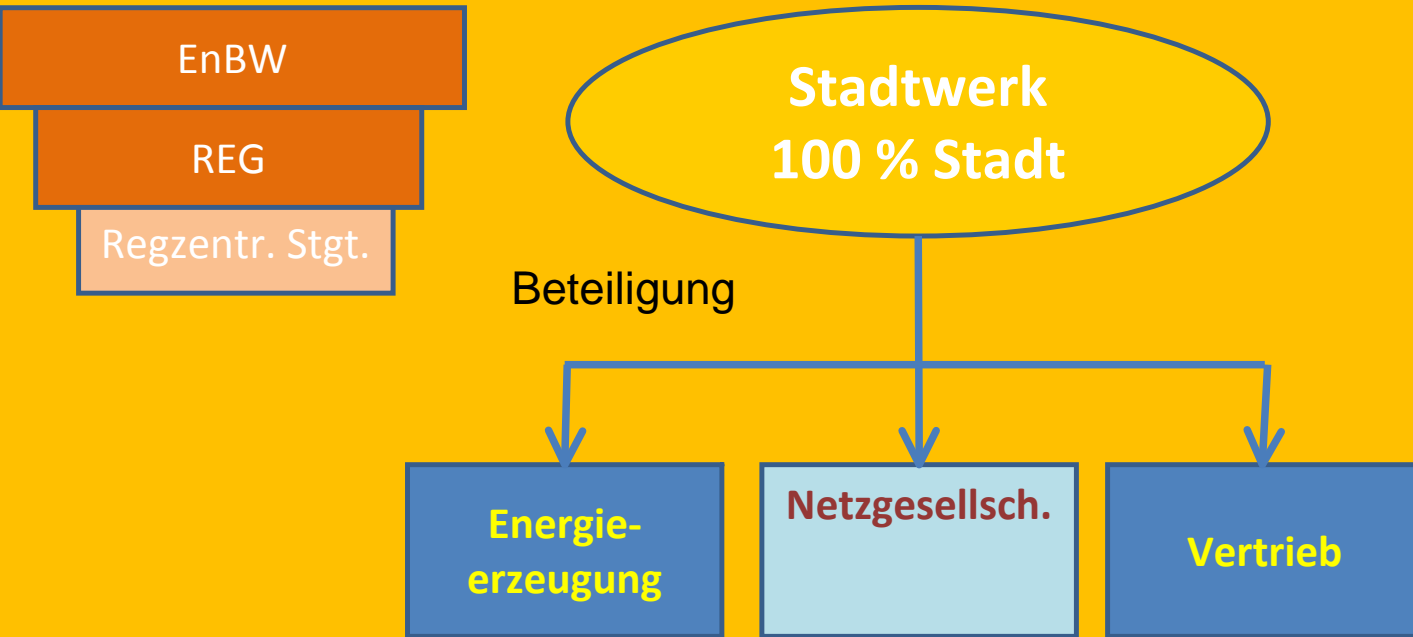 EnBW
REG
Regzentr. Stgt.
Stadtwerk
100 % Stadt
Beteiligung
Energie-
erzeugung
Netzgesellsch.
Vertrieb